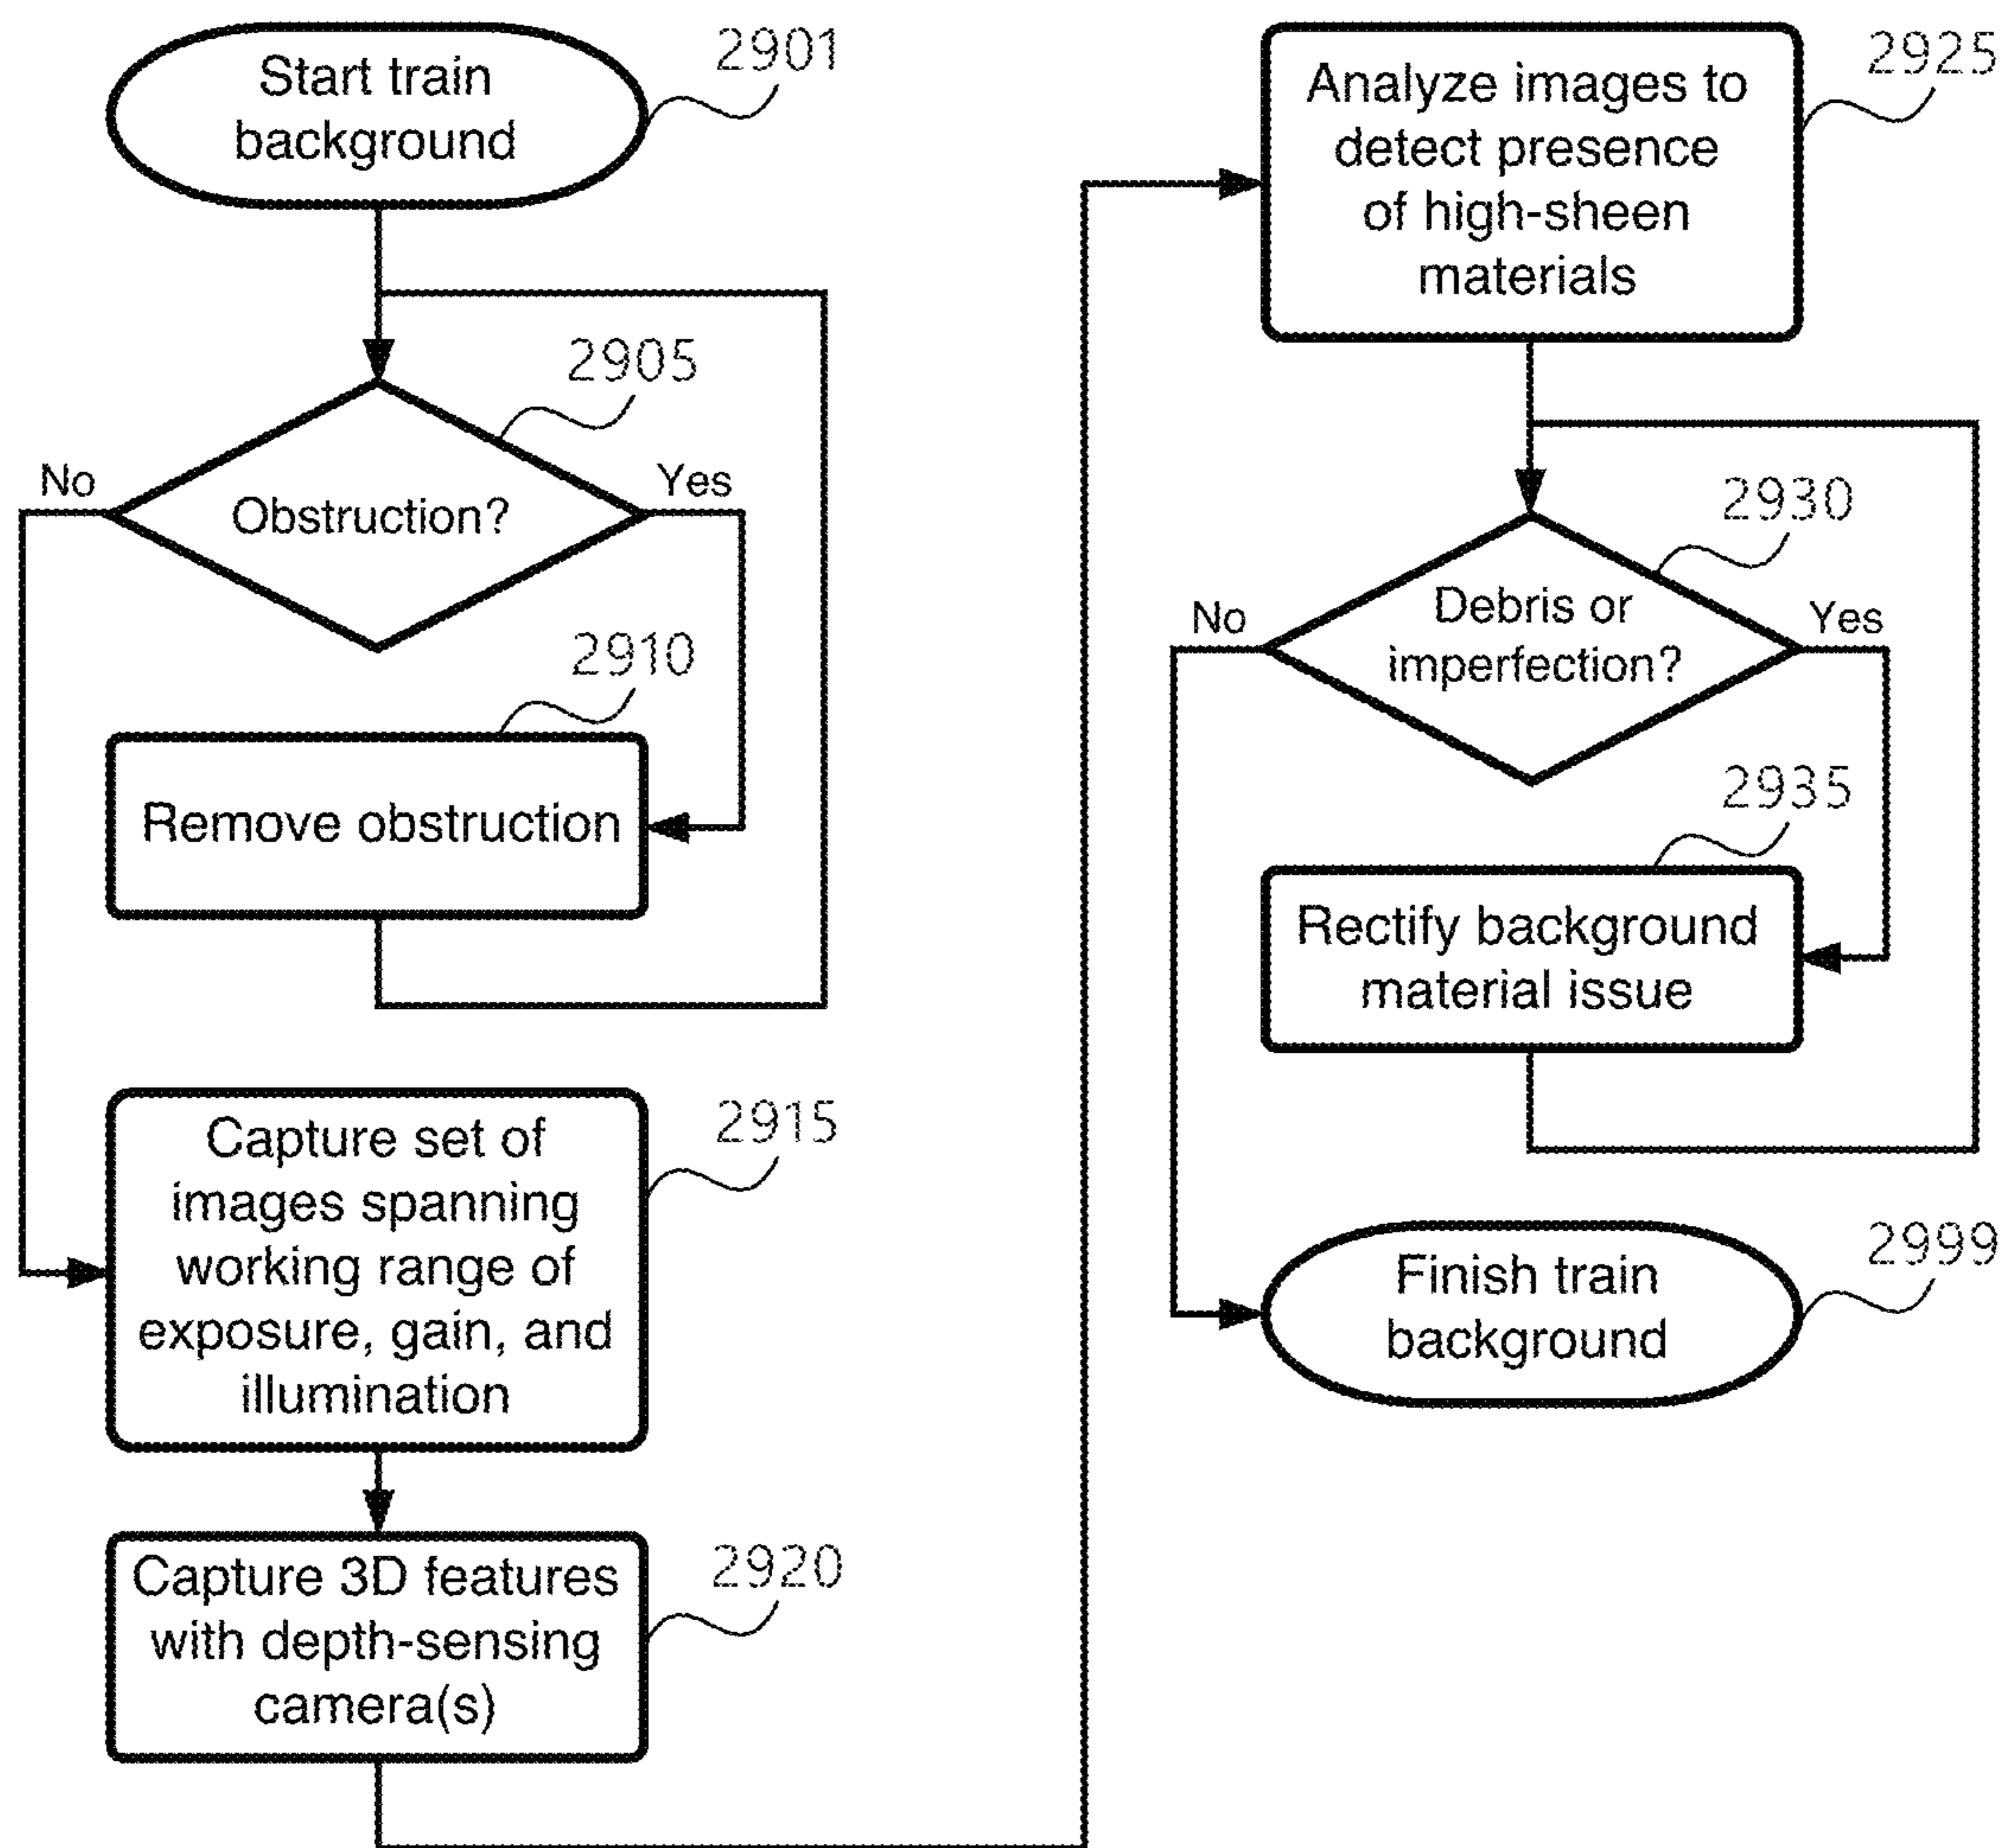 Start train
background
2901
2905
No
Obstruction?
Yes
2910
Remove obstruction
Capture set of
images spanning
working range of
exposure, gain, and
illumination
2915
Capture 3D features
with depth-sensing
camera(s)
2920
Analyze images to
detect presence
of high-sheen
materials
2925
2930
No
Debris or
imperfection?
Yes
2935
Rectify background
material issue
Finish train
background
2999